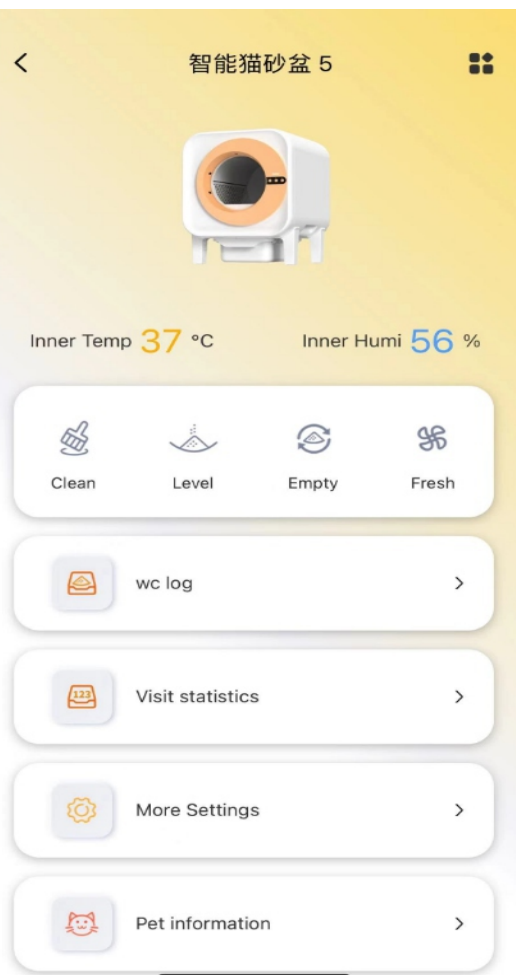 智能猫砂盆 5
Inner Temp 37 °C Inner Humi 56 %
Clean Level Empty Fresh
wc log
123
Visit statistics
More Settings
Pet information